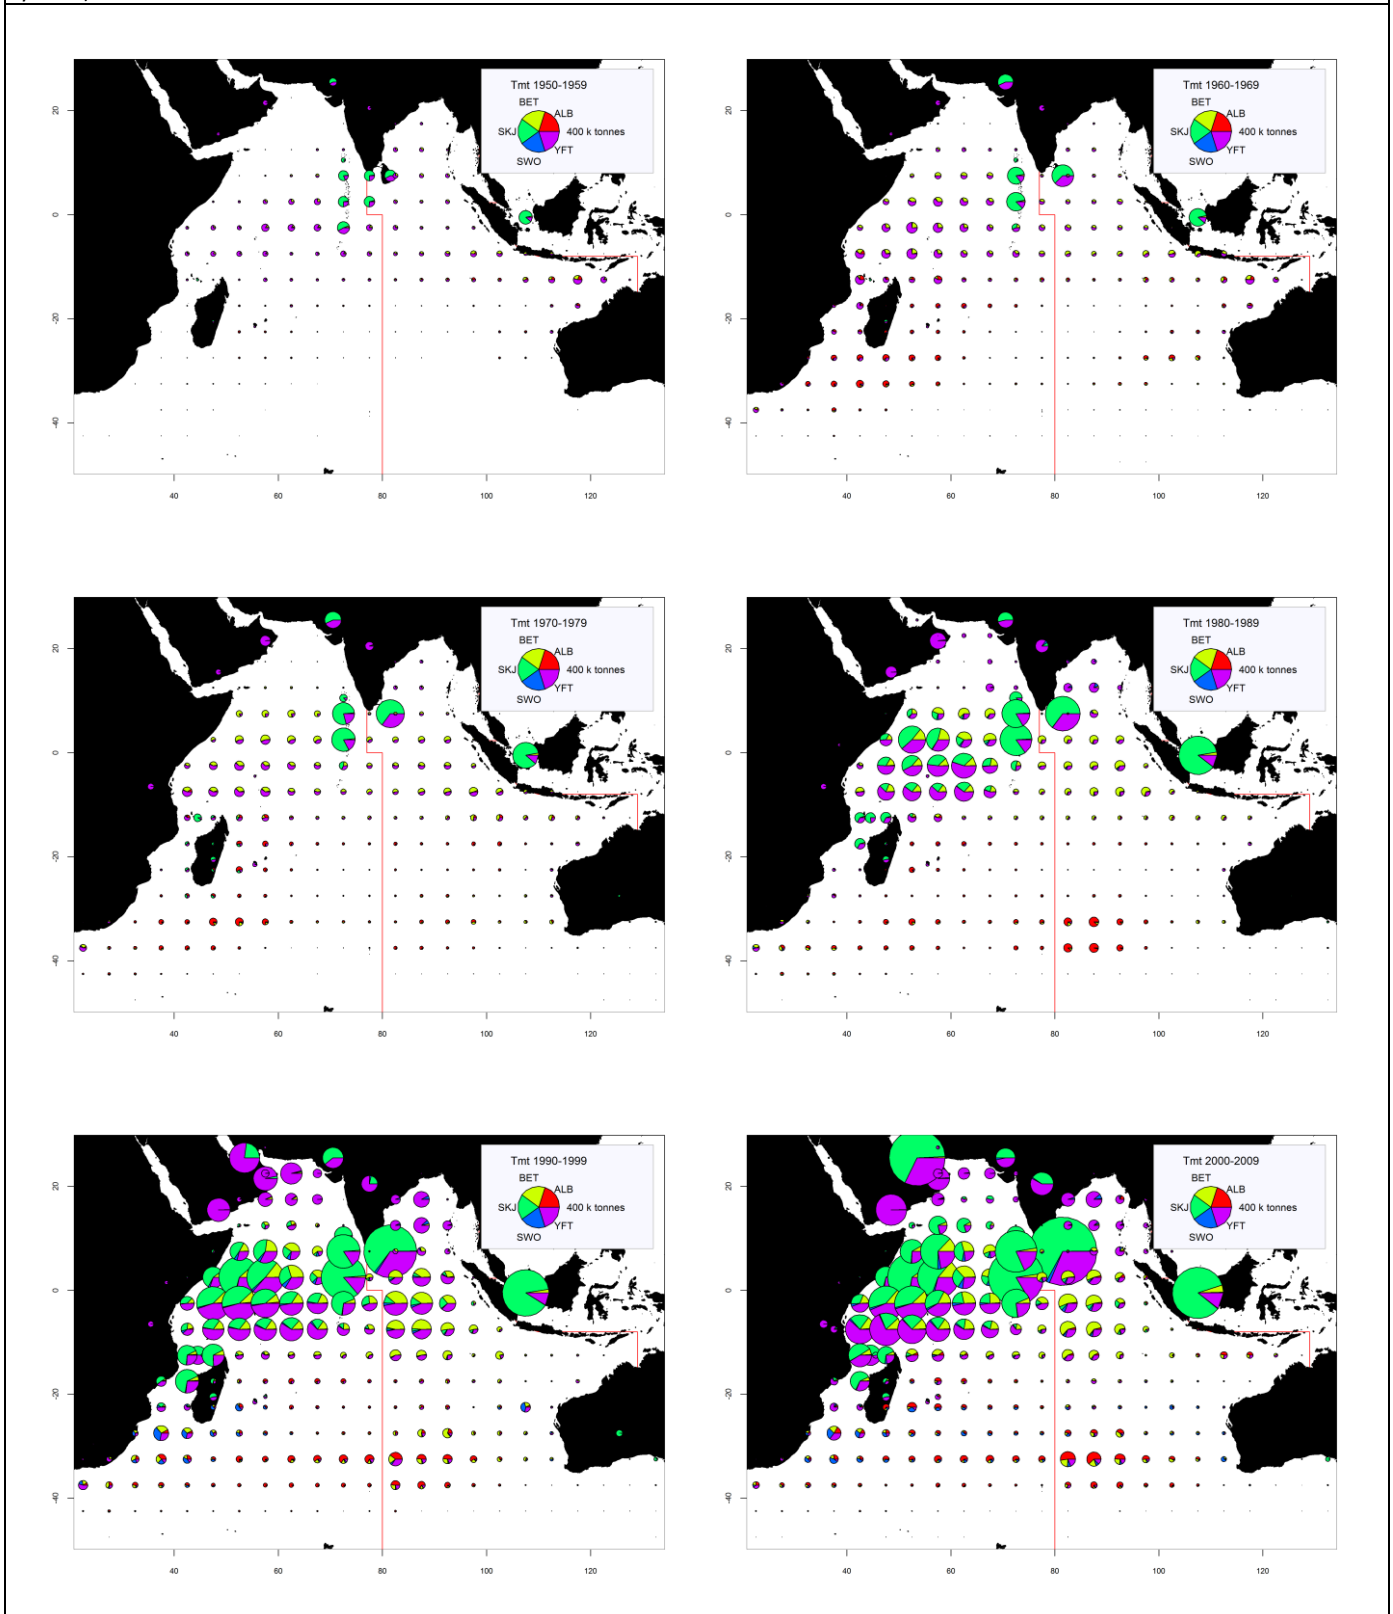 Tmt 1950-1959
BET
ALB
SKJ
400 k tonnes
YFT
SWO
20
0
-20
-40
40
60
80
100
120
Tmt 1960-1969
BET
ALB
SKJ
400 k tonnes
YFT
SWO
20
0
-20
-40
40
60
80
100
120
Tmt 1970-1979
BET
ALB
SKJ
400 k tonnes
YFT
SWO
20
0
-20
-40
40
60
80
100
120
Tmt 1980-1989
BET
ALB
SKJ
400 k tonnes
YFT
SWO
20
0
-20
-40
40
60
80
100
120
Tmt 1990-1999
BET
ALB
SKJ
400 k tonnes
YFT
SWO
20
0
-20
-40
40
60
80
100
120
Tmt 2000-2009
BET
ALB
SKJ
400 k tonnes
YFT
SWO
20
0
-20
-40
40
60
80
100
120